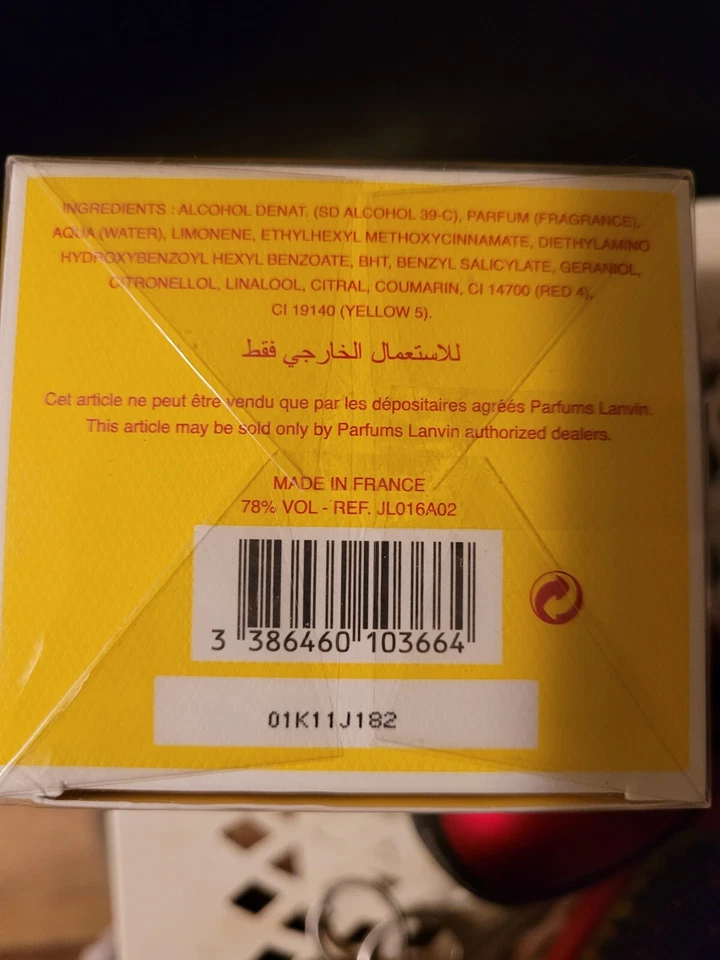 INGREDIENTS : ALCOHOL DENAT. (SD ALCOHOL 39-C), PARFUM (FRAGRANCE),
AQUA (WATER), LIMONENE, ETHYLHEXYL METHOXYCINNAMATE, DIETHYLAMINO
HYDROXYBENZOYL HEXYL BENZOATE, BHT, BENZYL SALICYLATE, GERANIOL,
CITRONELLOL, LINALOOL, CITRAL, COUMARIN, CI 14700 (RED 4),
CI 19140 (YELLOW 5).
للاستعمال الخارجي فقط
Cet article ne peut être vendu que par les dépositaires agréés Parfums Lanvin.
This article may be sold only by Parfums Lanvin authorized dealers.
MADE IN FRANCE
78% VOL - REF. JL016A02
3 386460 103664
01K11J182